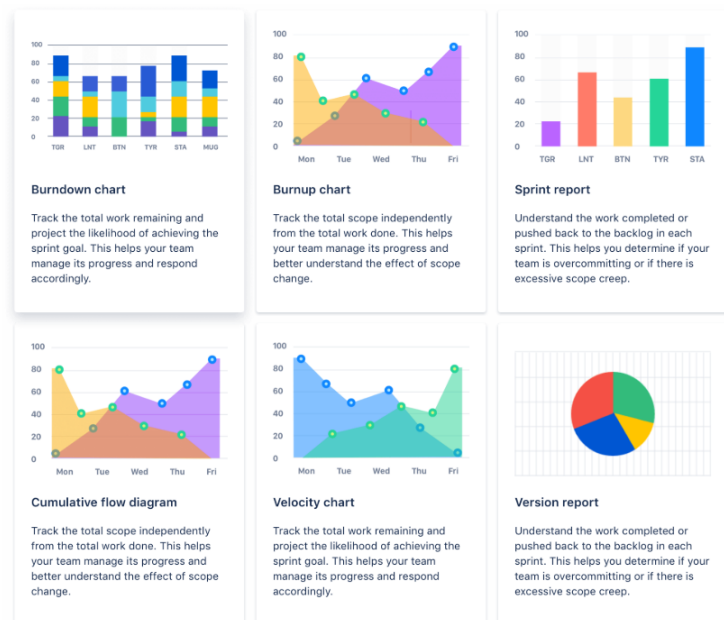 100
80
60
40
20
0
TGR LNT BTN TYR STA MUG
Burndown chart
Track the total work remaining and
project the likelihood of achieving the
sprint goal. This helps your team
manage its progress and respond
accordingly.
100
80
60
40
20
0
Mon Tue Wed Thu Fri
Burnup chart
Track the total scope independently
from the total work done. This helps
your team manage its progress and
better understand the effect of scope
change.
100
80
60
40
20
0
TGR LNT BTN TYR STA
Sprint report
Understand the work completed or
pushed back to the backlog in each
sprint. This helps you determine if your
team is overcommitting or if there is
excessive scope creep.
100
80
60
40
20
0
Mon Tue Wed Thu Fri
Cumulative flow diagram
Track the total scope independently
from the total work done. This helps
your team manage its progress and
better understand the effect of scope
change.
100
80
60
40
20
0
Mon Tue Wed Thu Fri
Velocity chart
Track the total work remaining and
project the likelihood of achieving the
sprint goal. This helps your team
manage its progress and respond
accordingly.
Version report
Understand the work completed or
pushed back to the backlog in each
sprint. This helps you determine if your
team is overcommitting or if there is
excessive scope creep.